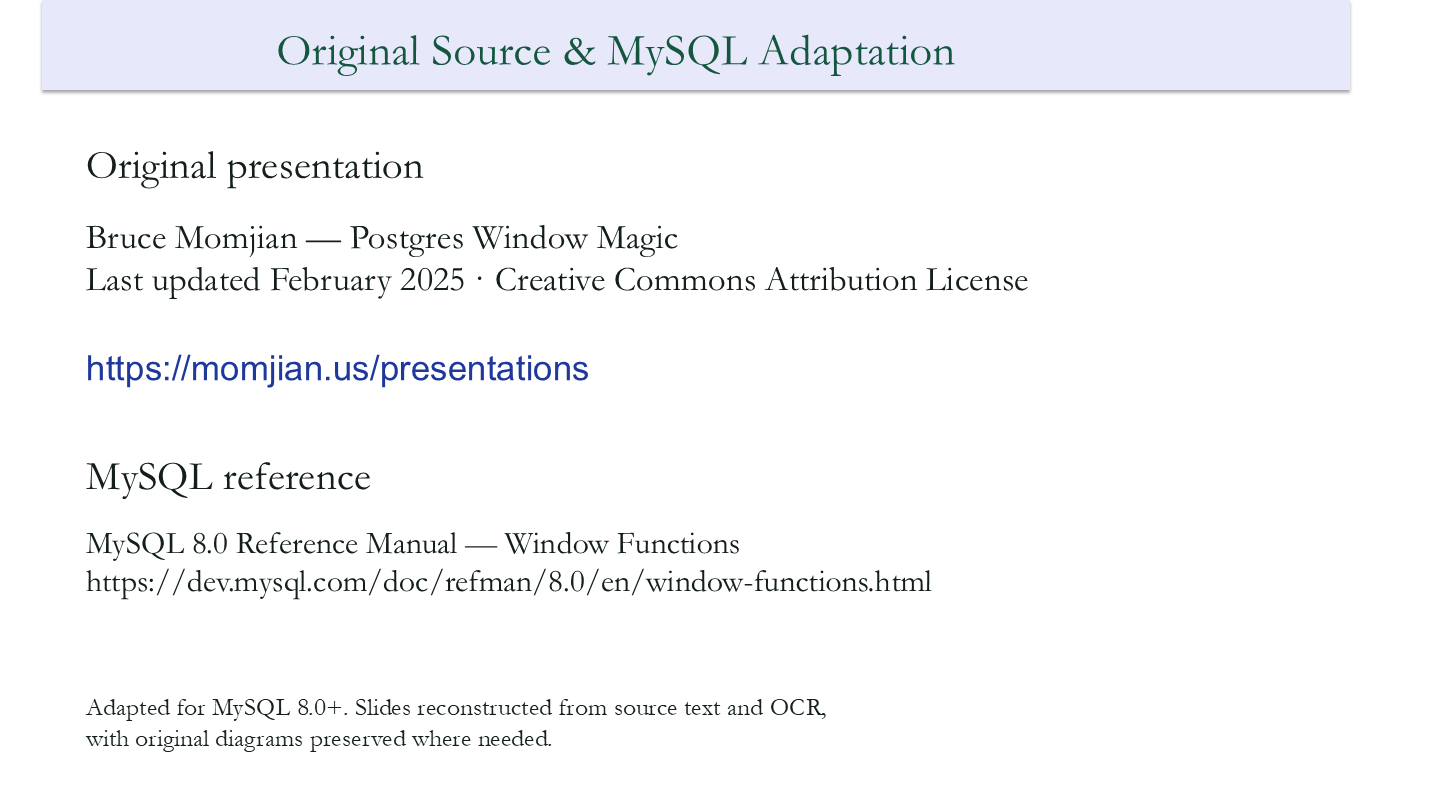 Original Source & MySQL Adaptation
Original presentation
Bruce Momjian — Postgres Window Magic
Last updated February 2025 · Creative Commons Attribution License
https://momjian.us/presentations
MySQL reference
MySQL 8.0 Reference Manual — Window Functions
https://dev.mysql.com/doc/refman/8.0/en/window-functions.html
Adapted for MySQL 8.0+. Slides reconstructed from source text and OCR,
with original diagrams preserved where needed.